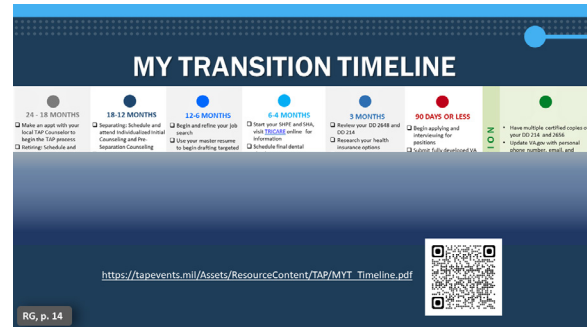 MY TRANSITION TIMELINE
24 - 18 MONTHS
☐ Make an appt with your
local TAP Counselor to
begin the TAP process
☐ Retiring: Schedule and
18-12 MONTHS
☐ Separating: Schedule and
attend Individualized Initial
Counseling and Pre-
Separation Counseling
12-6 MONTHS
☐ Begin and refine your job
search
☐ Use your master resume
to begin drafting targeted
6-4 MONTHS
☐ Start your SHPE and SHA,
visit TRICARE online for
information
☐ Schedule final dental
3 MONTHS
☐ Review your DD 2648 and
DD 214
☐ Research your health
insurance options
90 DAYS OR LESS
☐ Begin applying and
interviewing for
positions
☐ Submit fully developed VA
ION
• Have multiple certified copies of
your DD 214 and 2656
• Update VA.gov with personal
phone number, email, and
https://tapevents.mil/Assets/ResourceContent/TAP/MYT_Timeline.pdf
RG, p. 14